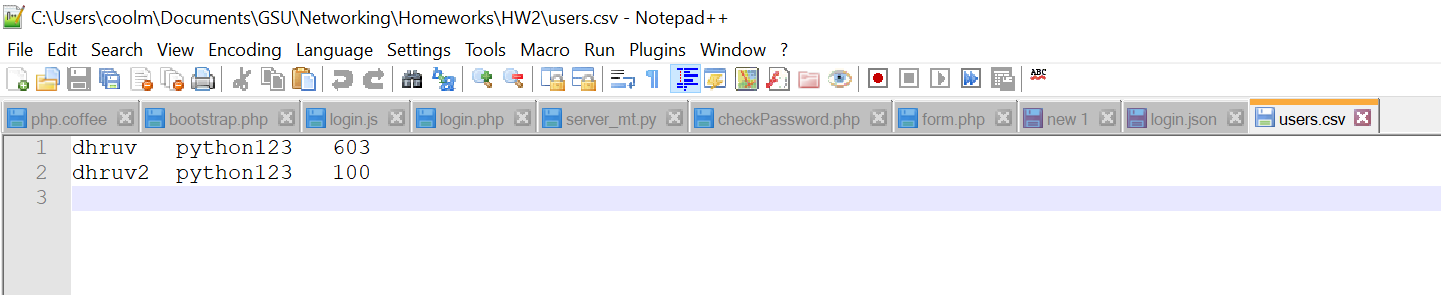 C:\Users\coolm\Documents\GSU\Networking\Homeworks\HW2\users.csv - Notepad++
File Edit Search View Encoding Language Settings Tools Macro Run Plugins Window ?
ABC
php.coffee bootstrap.php login.js login.php server_mt.py checkPassword.php form.php new 1 login.json users.csv
1 dhruv python123 603
2 dhruv2 python123 100
3